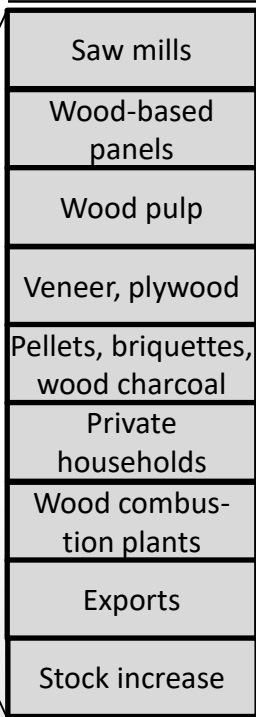 Saw mills
Wood-based
panels
Wood pulp
Veneer, plywood
Pellets, briquettes,
wood charcoal
Private
households
Wood combus-
tion plants
Exports
Stock increase